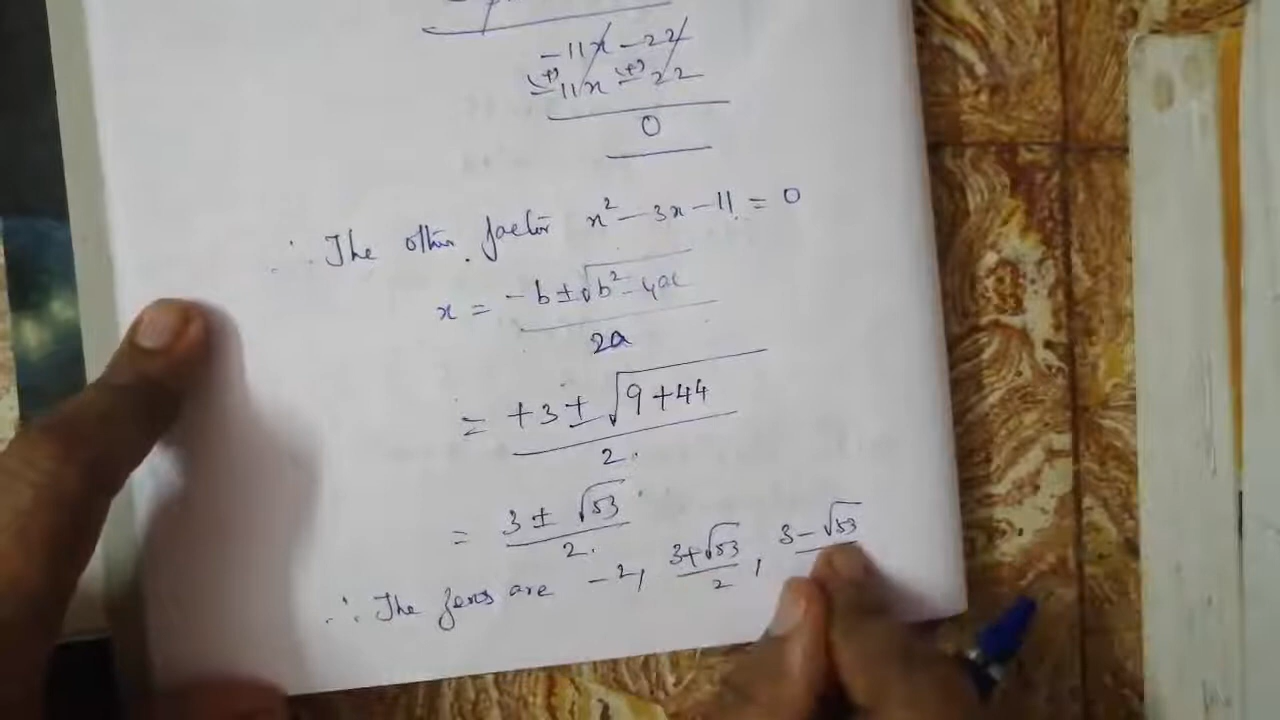 -11x -22
-11x -22
(+) (+)
0
∴ The other factor x² - 3x - 11 = 0
x = -b ± √b² - 4ac / 2a
= +3 ± √9 + 44 / 2.
= 3 ± √53 / 2.
∴ The zeros are -2, 3+√53 / 2, 3-√53